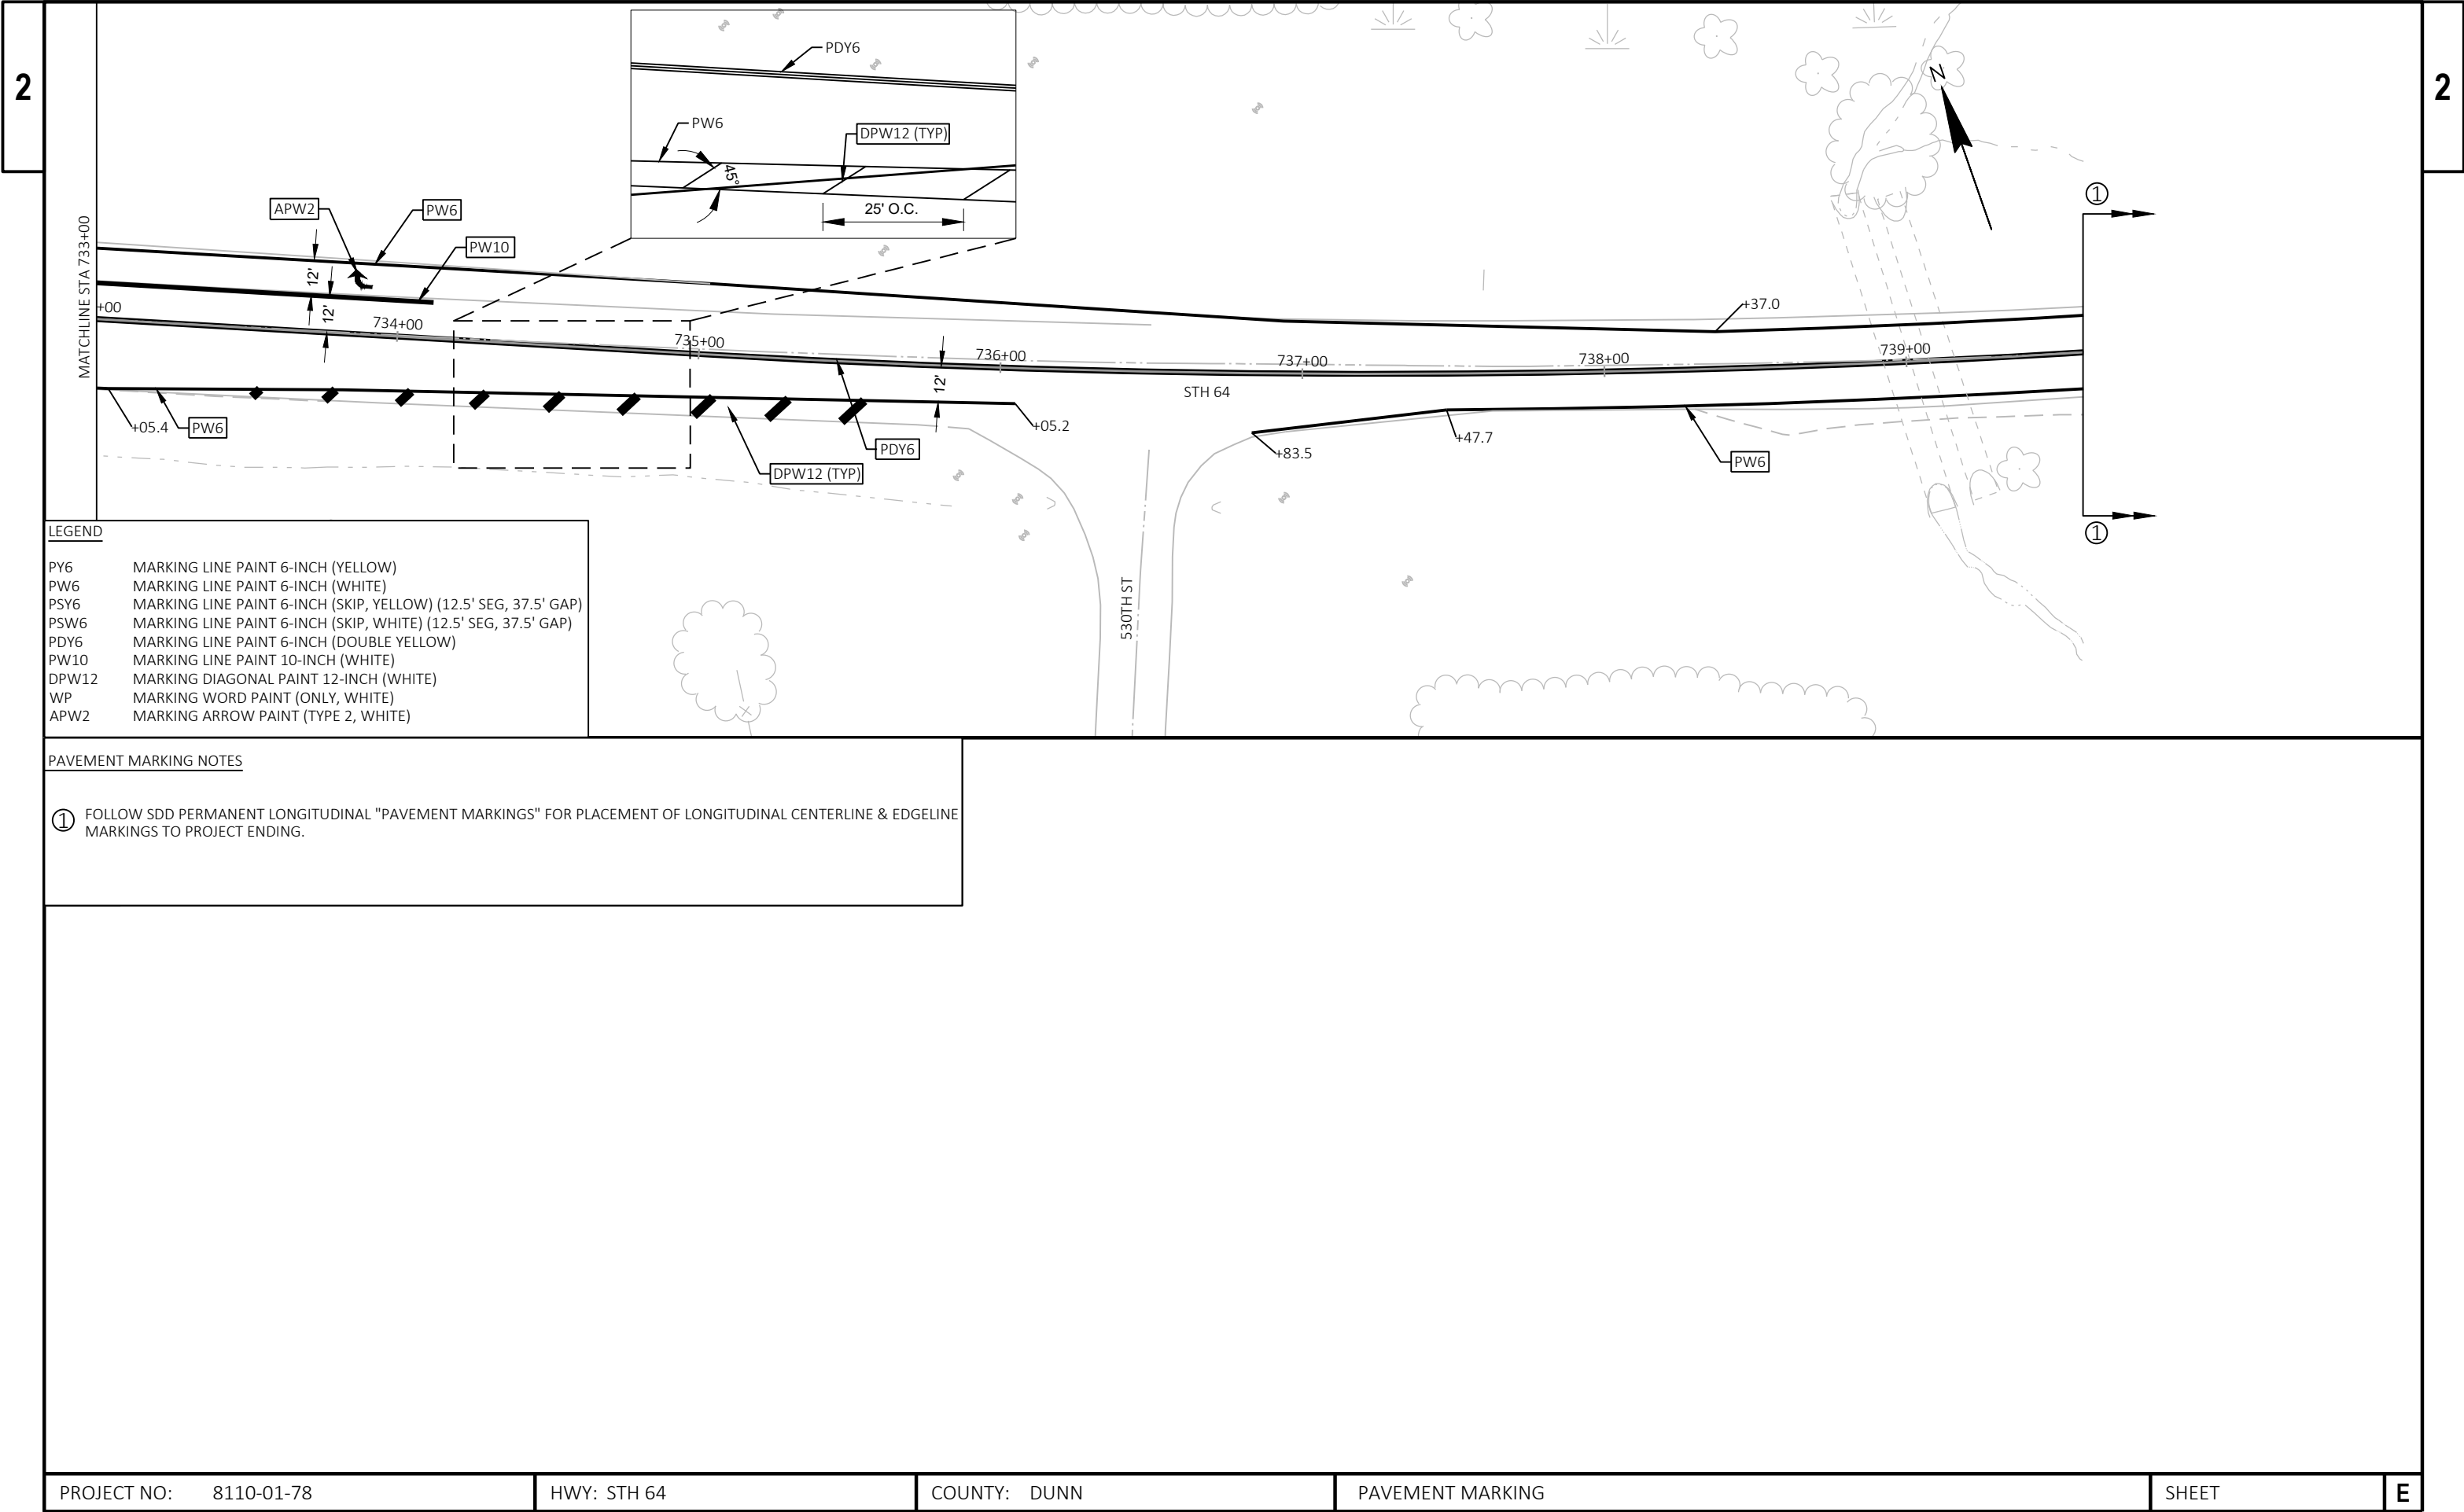 2
2
PDY6
PW6
DPW12 (TYP)
45°
25' O.C.
N
1
MATCHLINE STA 733+00
APW2
PW6
PW10
12'
12'
+00
734+00
735+00
736+00
737+00
738+00
739+00
+37.0
12'
STH 64
+05.4
PW6
+05.2
PDY6
DPW12 (TYP)
+83.5
+47.7
PW6
1
530TH ST
LEGEND
PY6 MARKING LINE PAINT 6-INCH (YELLOW)
PW6 MARKING LINE PAINT 6-INCH (WHITE)
PSY6 MARKING LINE PAINT 6-INCH (SKIP, YELLOW) (12.5' SEG, 37.5' GAP)
PSW6 MARKING LINE PAINT 6-INCH (SKIP, WHITE) (12.5' SEG, 37.5' GAP)
PDY6 MARKING LINE PAINT 6-INCH (DOUBLE YELLOW)
PW10 MARKING LINE PAINT 10-INCH (WHITE)
DPW12 MARKING DIAGONAL PAINT 12-INCH (WHITE)
WP MARKING WORD PAINT (ONLY, WHITE)
APW2 MARKING ARROW PAINT (TYPE 2, WHITE)
PAVEMENT MARKING NOTES
1 FOLLOW SDD PERMANENT LONGITUDINAL "PAVEMENT MARKINGS" FOR PLACEMENT OF LONGITUDINAL CENTERLINE & EDGELINE
MARKINGS TO PROJECT ENDING.
PROJECT NO: 8110-01-78 HWY: STH 64 COUNTY: DUNN PAVEMENT MARKING SHEET E